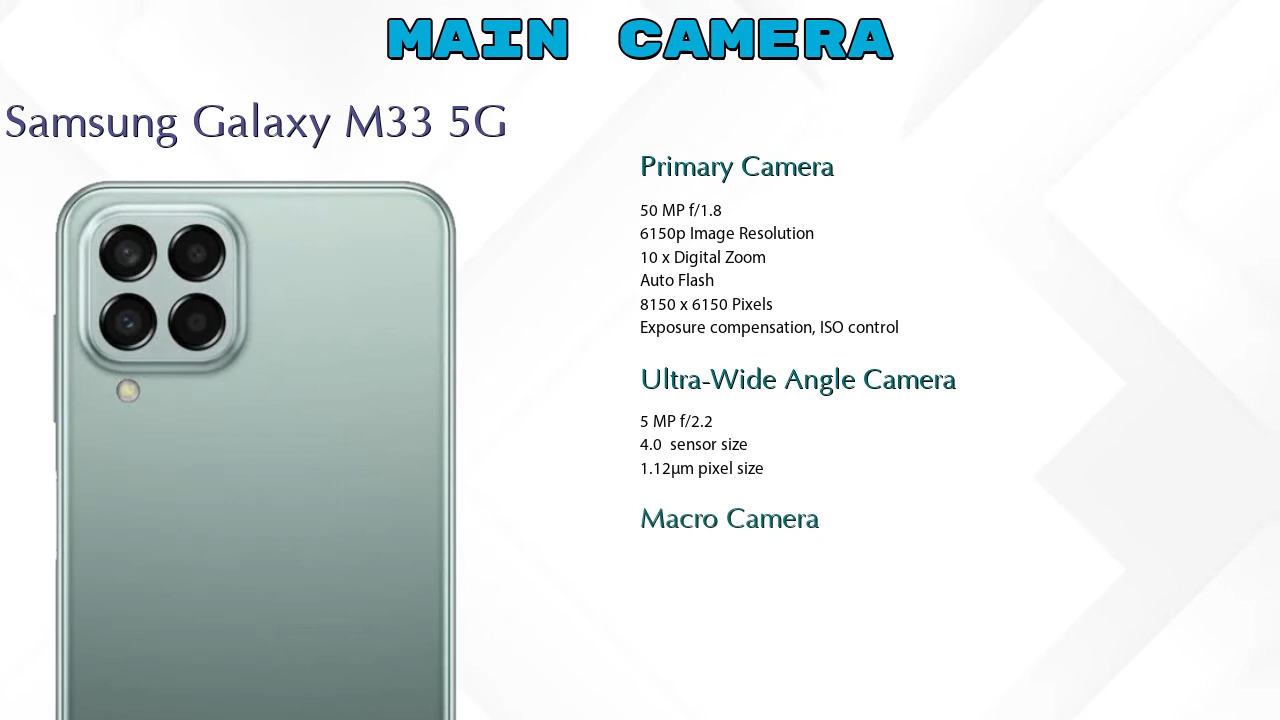 MAIN CAMERA
Samsung Galaxy M33 5G
Primary Camera
50 MP f/1.8
6150p Image Resolution
10 x Digital Zoom
Auto Flash
8150 x 6150 Pixels
Exposure compensation, ISO control
Ultra-Wide Angle Camera
5 MP f/2.2
4.0  sensor size
1.12µm pixel size
Macro Camera